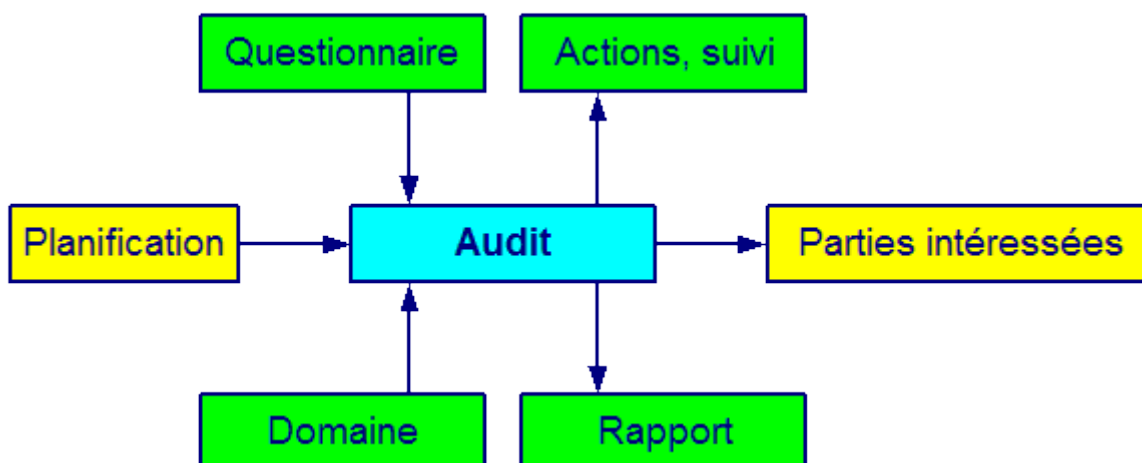 Questionnaire
Actions, suivi
Planification
Audit
Parties intéressées
Domaine
Rapport